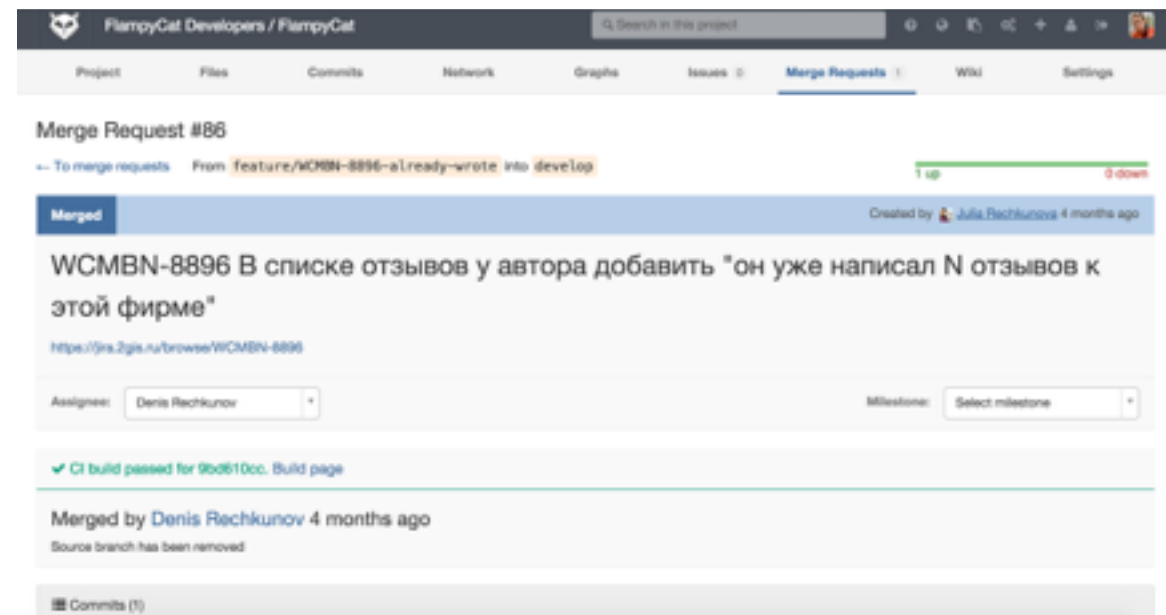 FlampyCat Developers / FlampyCat
Search in this project
Project Files Commits Network Graphs Issues 0 Merge Requests 1 Wiki Settings
Merge Request #86
← To merge requests From feature/WCMBN-8896-already-wrote into develop
1 up 0 down
Merged Created by Julia Rechkunova 4 months ago
WCMBN-8896 В списке отзывов у автора добавить "он уже написал N отзывов к
этой фирме"
https://jira.2gis.ru/browse/WCMBN-8896
Assignee: Denis Rechkunov Milestone: Select milestone
CI build passed for 9bd610cc. Build page
Merged by Denis Rechkunov 4 months ago
Source branch has been removed
Commits (1)